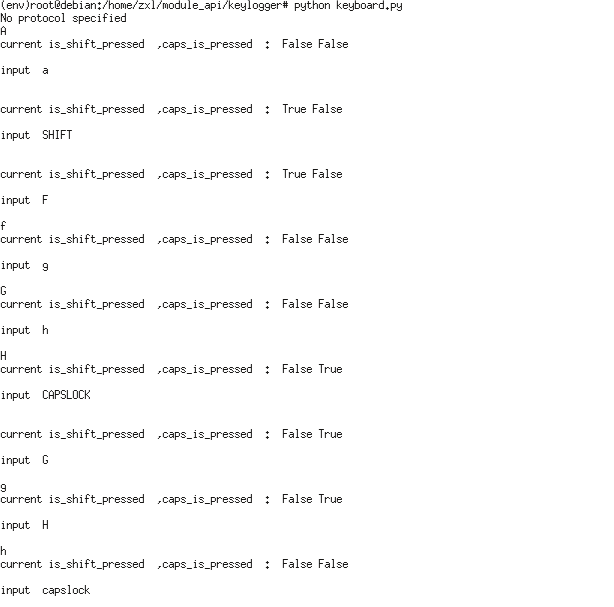 (env)root@debian:/home/zxl/module_api/keylogger# python keyboard.py
No protocol specified
A
current is_shift_pressed  ,caps_is_pressed  :  False False
input  a
current is_shift_pressed  ,caps_is_pressed  :  True False
input  SHIFT
current is_shift_pressed  ,caps_is_pressed  :  True False
input  F
f
current is_shift_pressed  ,caps_is_pressed  :  False False
input  g
G
current is_shift_pressed  ,caps_is_pressed  :  False False
input  h
H
current is_shift_pressed  ,caps_is_pressed  :  False True
input  CAPSLOCK
current is_shift_pressed  ,caps_is_pressed  :  False True
input  G
g
current is_shift_pressed  ,caps_is_pressed  :  False True
input  H
h
current is_shift_pressed  ,caps_is_pressed  :  False False
input  capslock